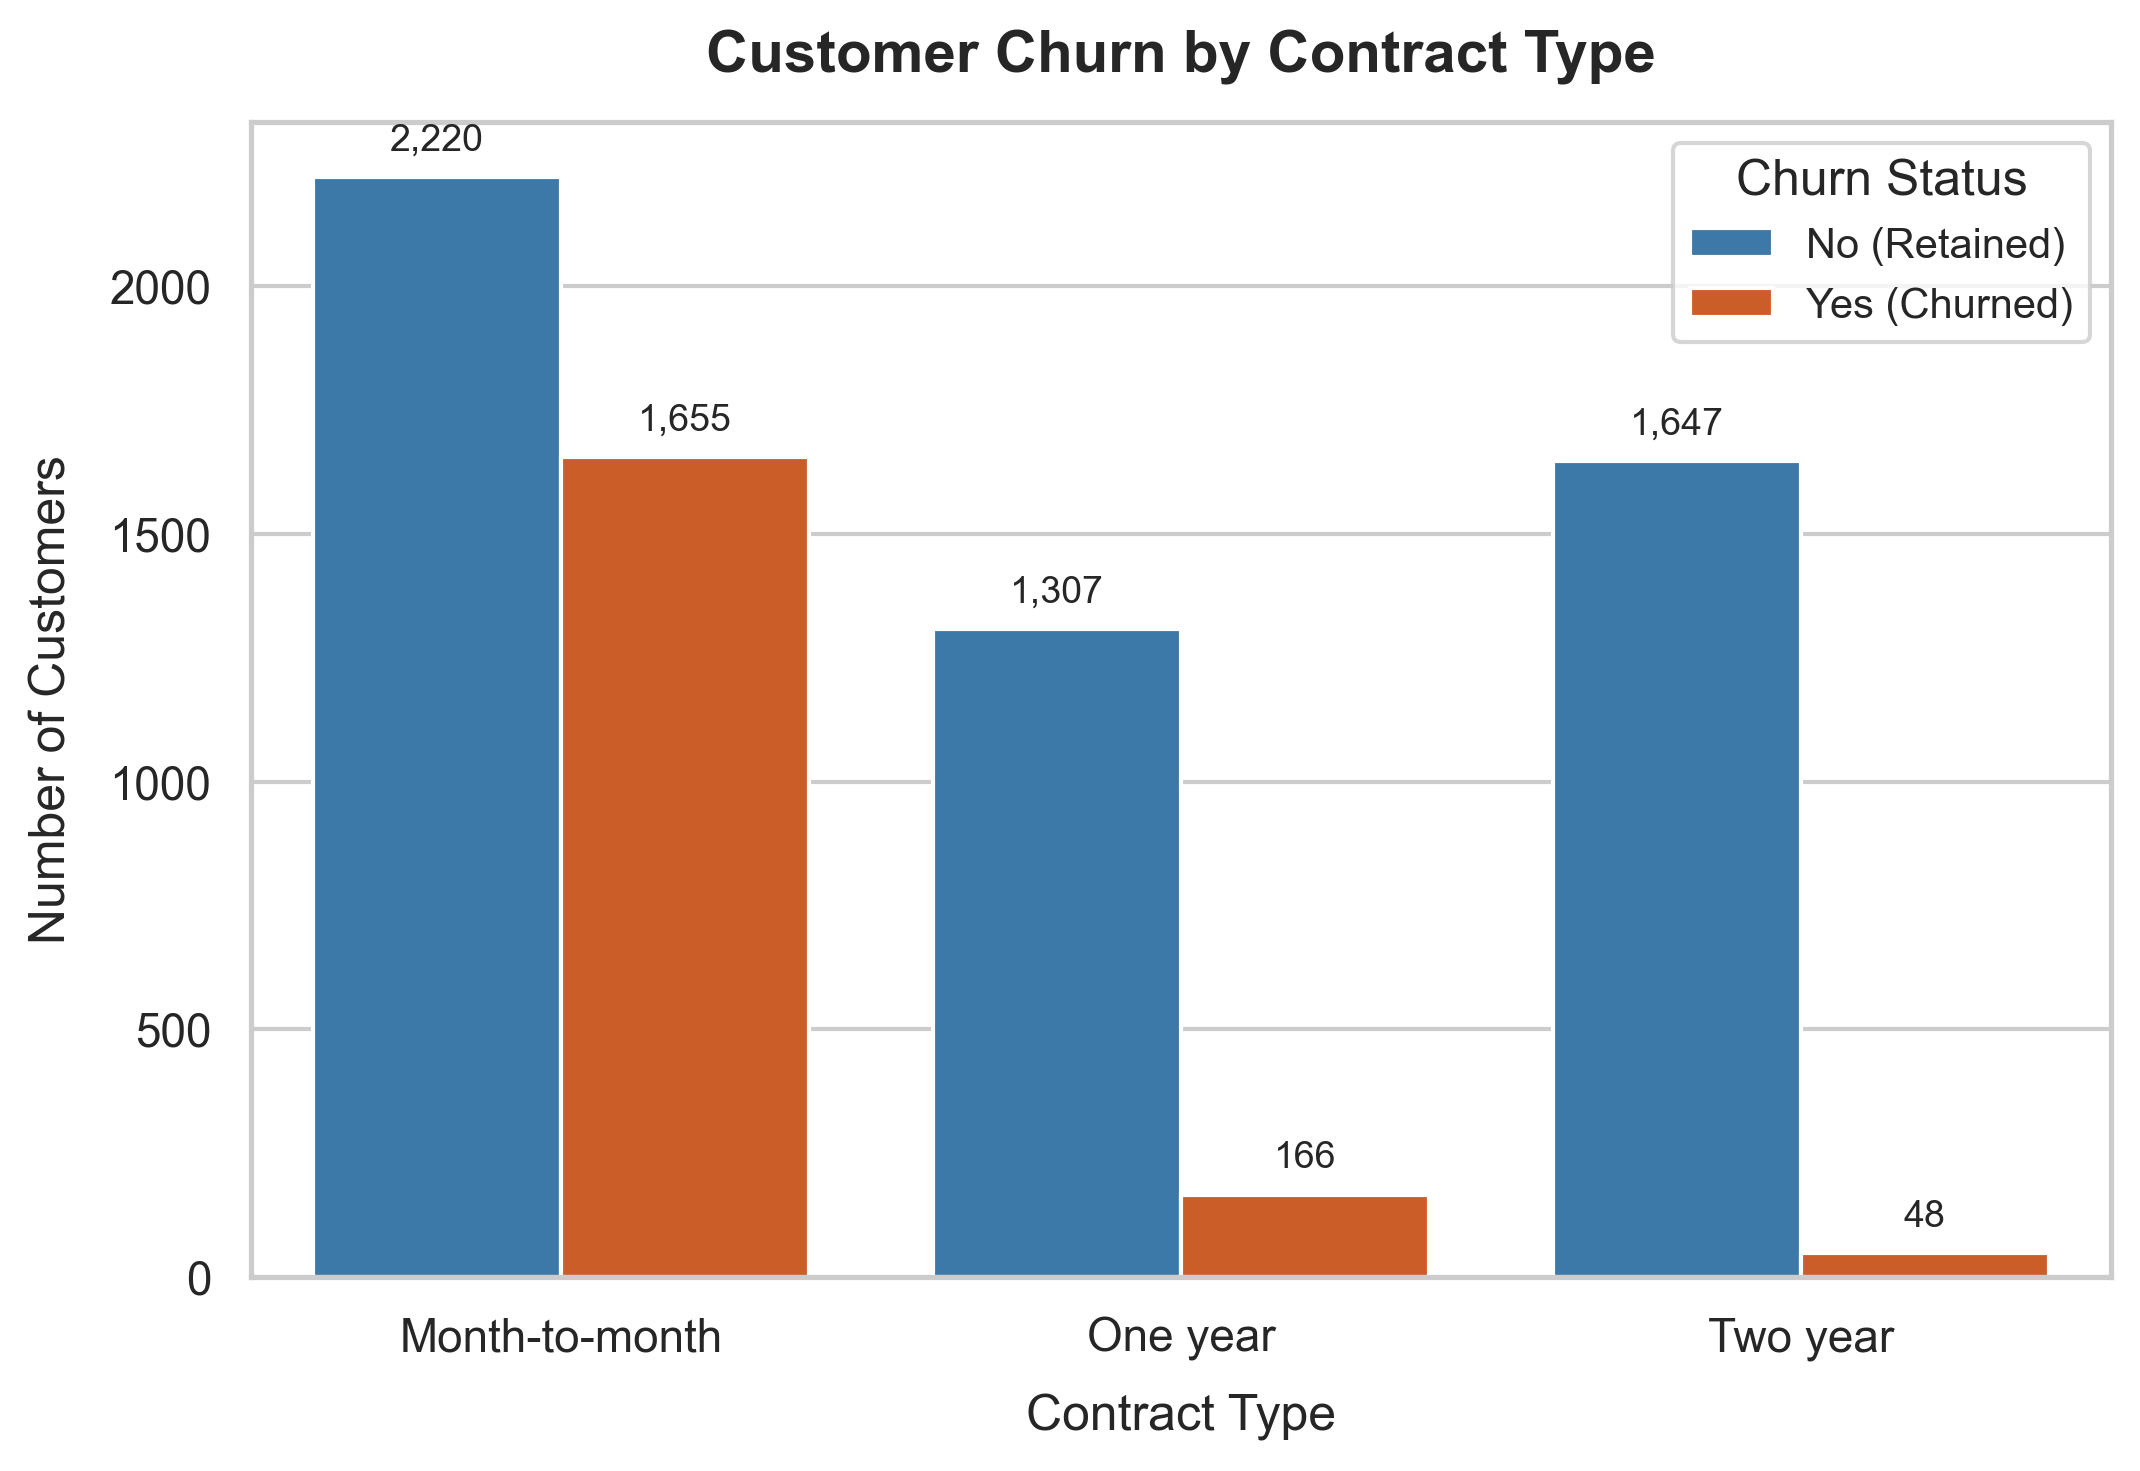 Customer Churn by Contract Type
2,220
1,655
1,307
166
1,647
48
Churn Status
No (Retained)
Yes (Churned)
Number of Customers
2000
1500
1000
500
0
Month-to-month
One year
Two year
Contract Type